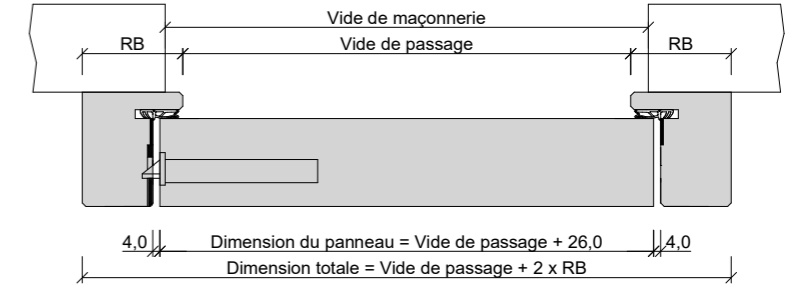 Vide de maçonnerie
RB Vide de passage RB
4,0 Dimension du panneau = Vide de passage + 26,0 4,0
Dimension totale = Vide de passage + 2 x RB